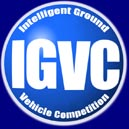 Intelligent Ground
IGVC
Vehicle Competition